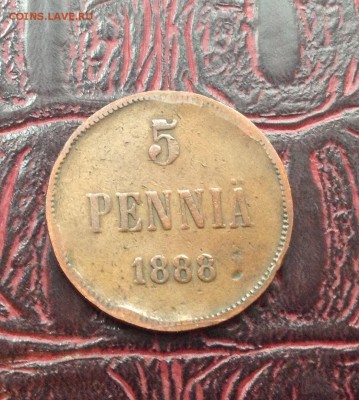 COINS.LAVE.RU
5
PENNIÄ
1888